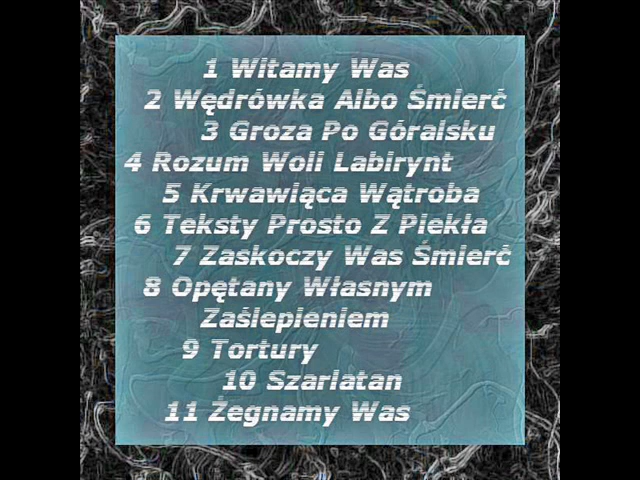 1 Witamy Was
2 Wędrówka Albo Śmierć
3 Groza Po Góralsku
4 Rozum Woli Labirynt
5 Krwawiąca Wątroba
6 Teksty Prosto Z Piekła
7 Zaskoczy Was Śmierć
8 Opętany Własnym
Zaślepieniem
9 Tortury
10 Szarlatan
11 Żegnamy Was